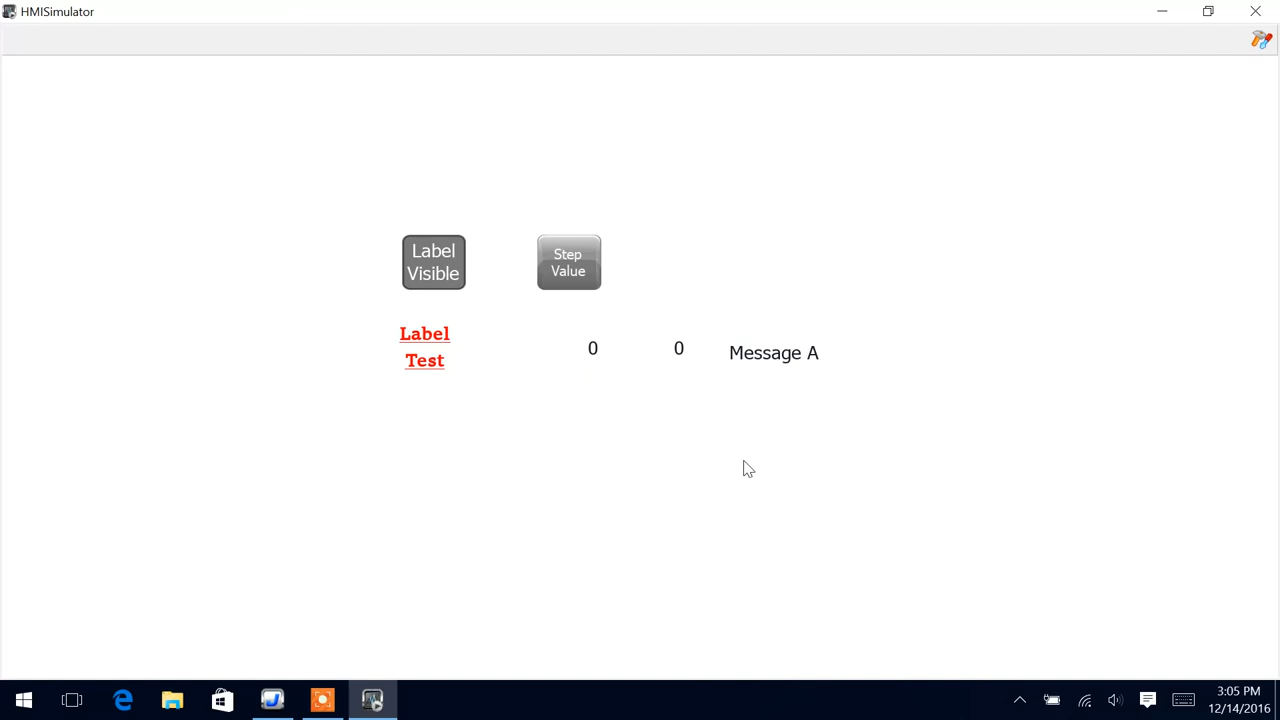 HMISimulator
Label
Visible
Step
Value
Label
Test
0
0
Message A
3:05 PM
12/14/2016